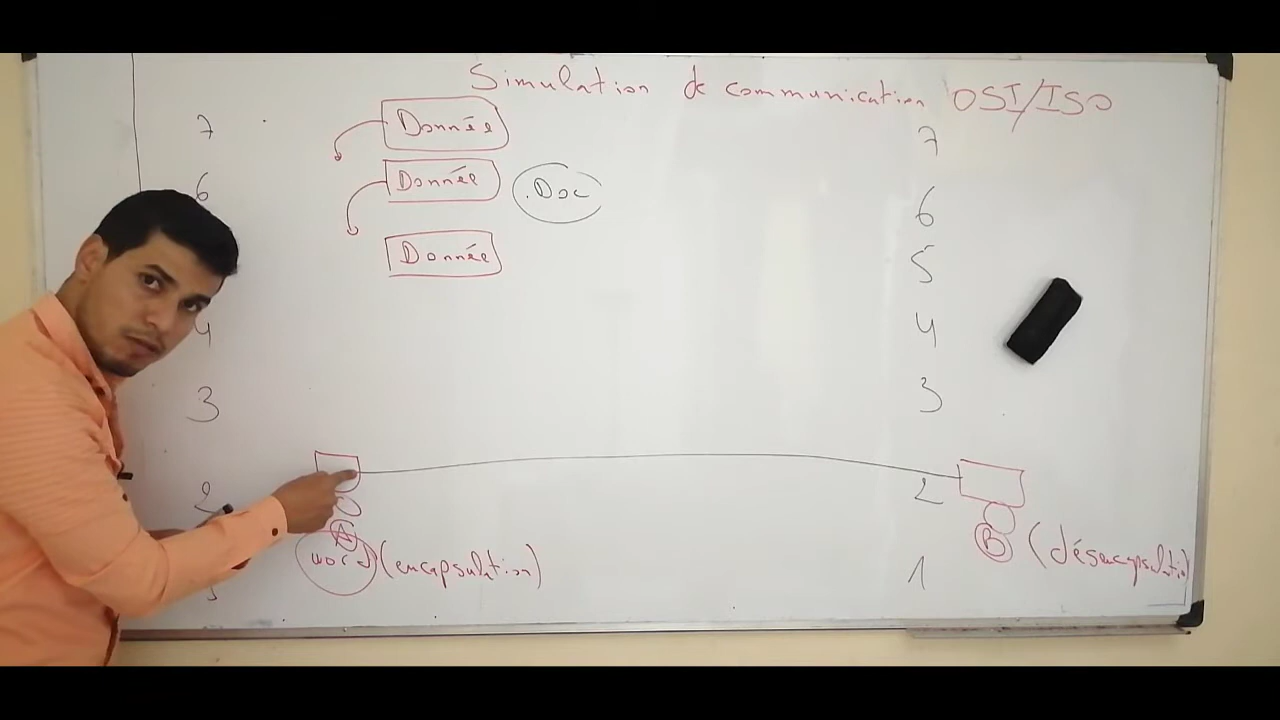 Simulation de communication OSI/ISO
7 Donnée 7
6 Donnée .Doc 6
Donnée 5
4 4
3 3
2 2
A B (désencapsulation)
word (encapsulation) 1